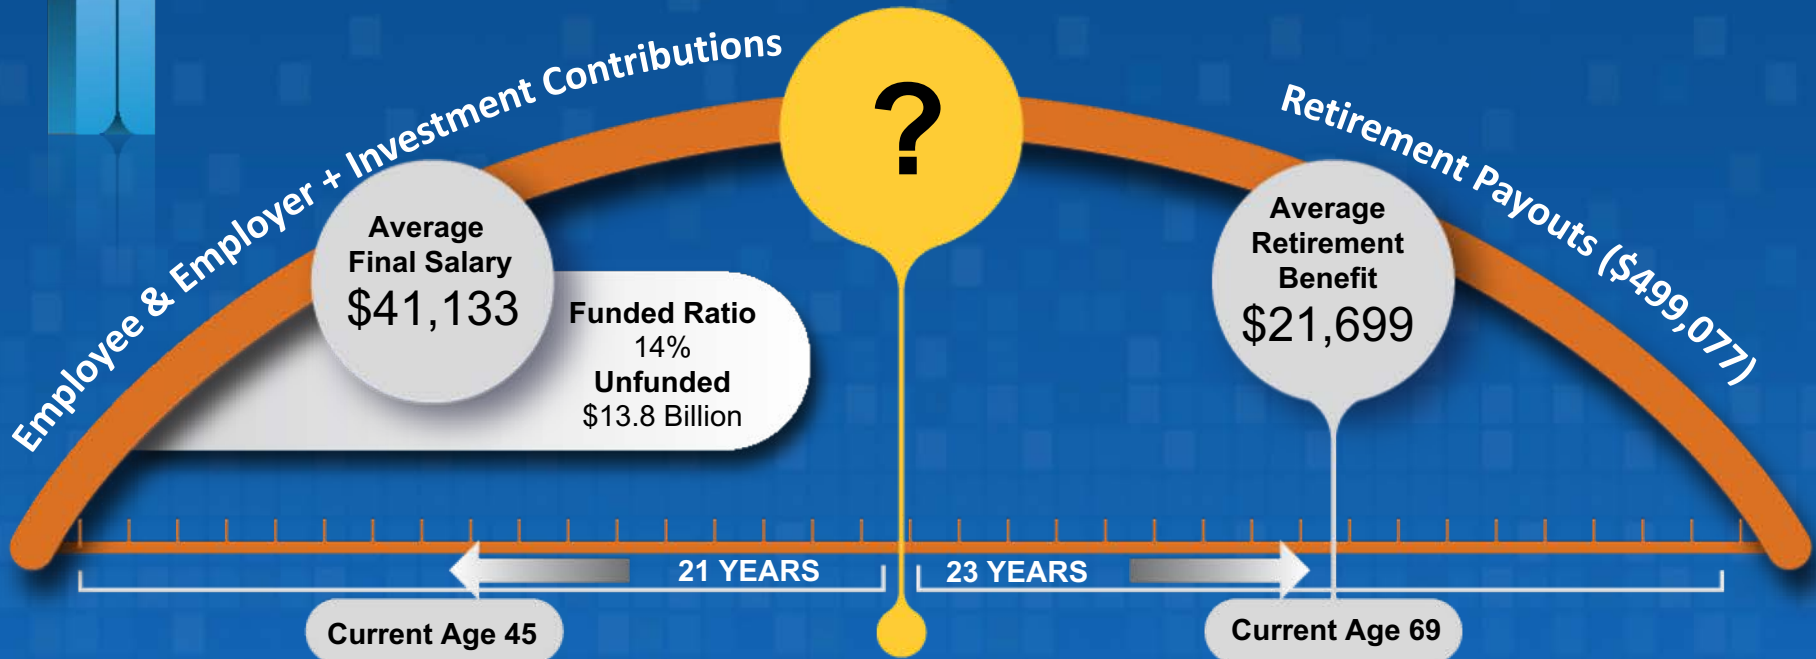 Employee & Employer + Investment Contributions
?
Retirement Payouts ($499,077)
Average
Final Salary
$41,133
Funded Ratio
14%
Unfunded
$13.8 Billion
Average
Retirement
Benefit
$21,699
21 YEARS
23 YEARS
Current Age 45
Current Age 69